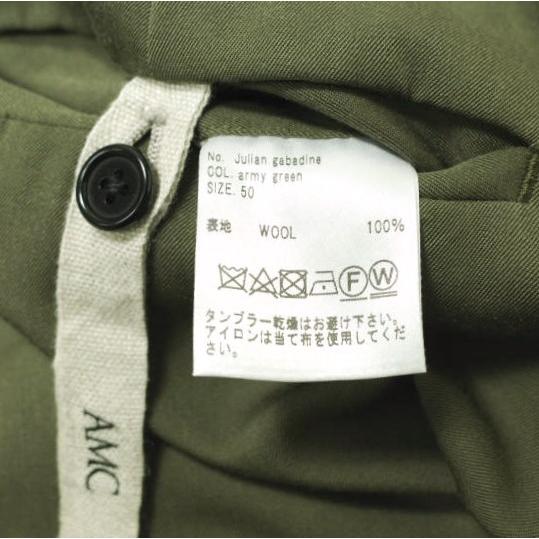 No. Julian gabadine
COL. army green
SIZE. 50
表地 WOOL 100%
F W
タンブラー乾燥はお避け下さい。
アイロンは当て布を使用してくだ
さい。
AMC